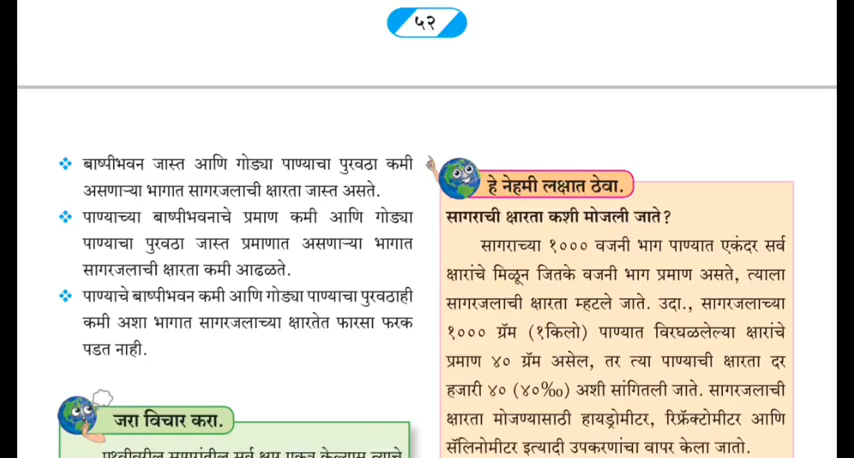 ५२
बाष्पीभवन जास्त आणि गोड्या पाण्याचा पुरवठा कमी
असणाऱ्या भागात सागरजलाची क्षारता जास्त असते.
पाण्याच्या बाष्पीभवनाचे प्रमाण कमी आणि गोड्या
पाण्याचा पुरवठा जास्त प्रमाणात असणाऱ्या भागात
सागरजलाची क्षारता कमी आढळते.
पाण्याचे बाष्पीभवन कमी आणि गोड्या पाण्याचा पुरवठाही
कमी अशा भागात सागरजलाच्या क्षारतेत फारसा फरक
पडत नाही.
जरा विचार करा.
पृथ्वीवरील सागरांतील सर्व क्षार एकत्र केल्यास त्याचे
हे नेहमी लक्षात ठेवा.
सागराची क्षारता कशी मोजली जाते?
सागराच्या १००० वजनी भाग पाण्यात एकंदर सर्व
क्षारांचे मिळून जितके वजनी भाग प्रमाण असते, त्याला
सागरजलाची क्षारता म्हटले जाते. उदा., सागरजलाच्या
१००० ग्रॅम (१किलो) पाण्यात विरघळलेल्या क्षारांचे
प्रमाण ४० ग्रॅम असेल, तर त्या पाण्याची क्षारता दर
हजारी ४० (४०‰) अशी सांगितली जाते. सागरजलाची
क्षारता मोजण्यासाठी हायड्रोमीटर, रिफ्रॅक्टोमीटर आणि
सॅलिनोमीटर इत्यादी उपकरणांचा वापर केला जातो.